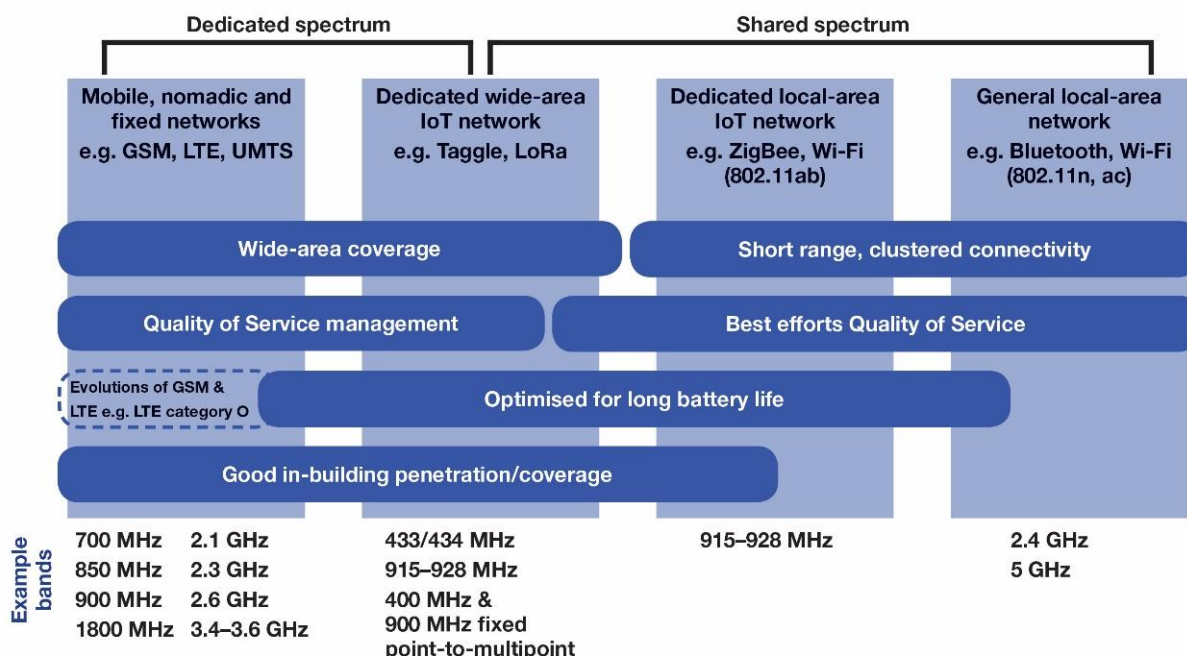 Dedicated spectrum
Shared spectrum
Mobile, nomadic and
fixed networks
e.g. GSM, LTE, UMTS
Dedicated wide-area
IoT network
e.g. Taggle, LoRa
Dedicated local-area
IoT network
e.g. ZigBee, Wi-Fi
(802.11ab)
General local-area
network
e.g. Bluetooth, Wi-Fi
(802.11n, ac)
Wide-area coverage
Short range, clustered connectivity
Quality of Service management
Best efforts Quality of Service
Evolutions of GSM &
LTE e.g. LTE category O
Optimised for long battery life
Good in-building penetration/coverage
Example
bands
700 MHz 2.1 GHz
850 MHz 2.3 GHz
900 MHz 2.6 GHz
1800 MHz 3.4–3.6 GHz
433/434 MHz
915–928 MHz
400 MHz &
900 MHz fixed
point-to-multipoint
915–928 MHz
2.4 GHz
5 GHz